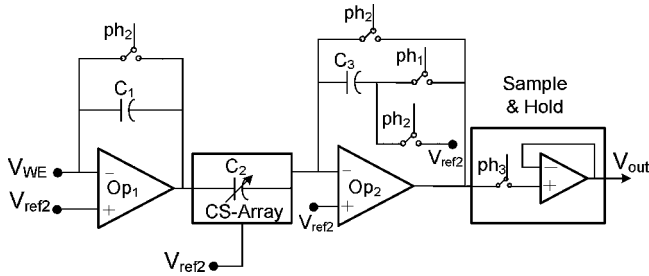 ph2
ph2
C1
C3
ph1
ph2
Vref2
Sample
& Hold
VWE
Vref2
−
+
Op1
C2
CS-Array
Vref2
−
+
Op2
Vref2
ph3
−
+
Vout